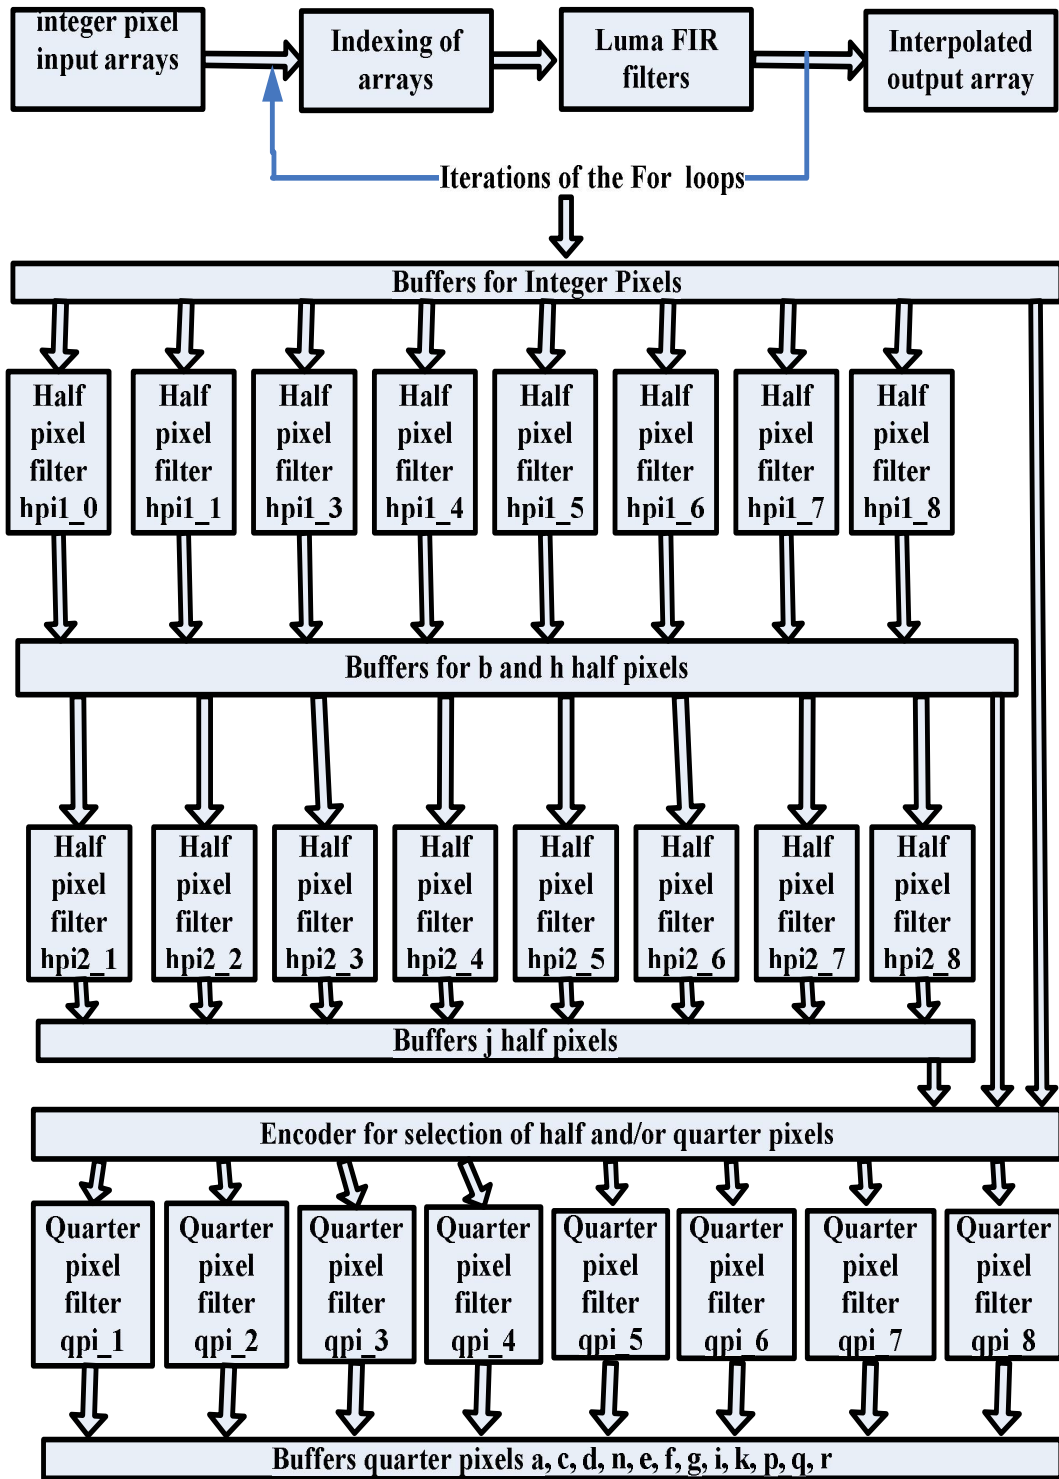 integer pixel
input arrays
Indexing of
arrays
Luma FIR
filters
Interpolated
output array
Iterations of the For loops
Buffers for Integer Pixels
Half
pixel
filter
hpi1_0
Half
pixel
filter
hpi1_1
Half
pixel
filter
hpi1_3
Half
pixel
filter
hpi1_4
Half
pixel
filter
hpi1_5
Half
pixel
filter
hpi1_6
Half
pixel
filter
hpi1_7
Half
pixel
filter
hpi1_8
Buffers for b and h half pixels
Half
pixel
filter
hpi2_1
Half
pixel
filter
hpi2_2
Half
pixel
filter
hpi2_3
Half
pixel
filter
hpi2_4
Half
pixel
filter
hpi2_5
Half
pixel
filter
hpi2_6
Half
pixel
filter
hpi2_7
Half
pixel
filter
hpi2_8
Buffers j half pixels
Encoder for selection of half and/or quarter pixels
Quarter
pixel
filter
qpi_1
Quarter
pixel
filter
qpi_2
Quarter
pixel
filter
qpi_3
Quarter
pixel
filter
qpi_4
Quarter
pixel
filter
qpi_5
Quarter
pixel
filter
qpi_6
Quarter
pixel
filter
qpi_7
Quarter
pixel
filter
qpi_8
Buffers quarter pixels a, c, d, n, e, f, g, i, k, p, q, r